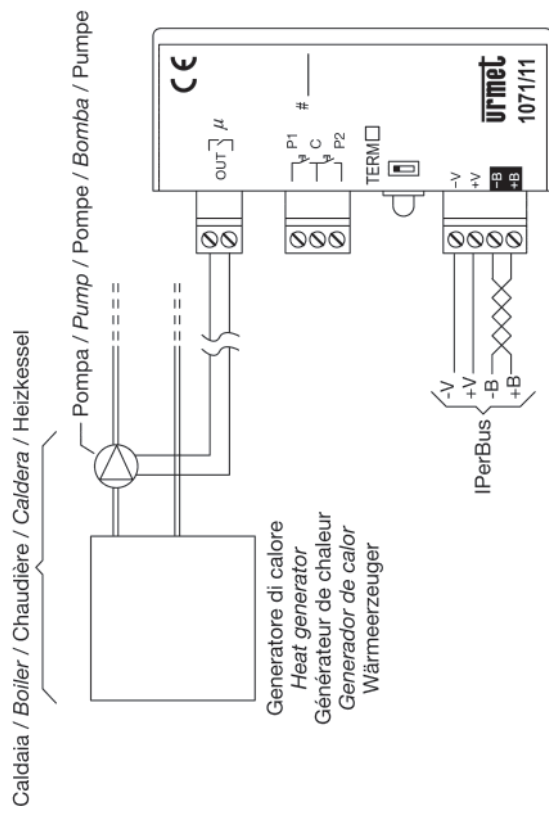 Caldaia / Boiler / Chaudière / Caldera / Heizkessel
Pompa / Pump / Pompe / Bomba / Pumpe
Generatore di calore
Heat generator
Générateur de chaleur
Generador de calor
Wärmeerzeuger
CE
OUT
μ
P1
C
P2
#
TERM
-V
+V
-B
+B
urmet
1071/11
-V
+V
-B
+B
IPerBus